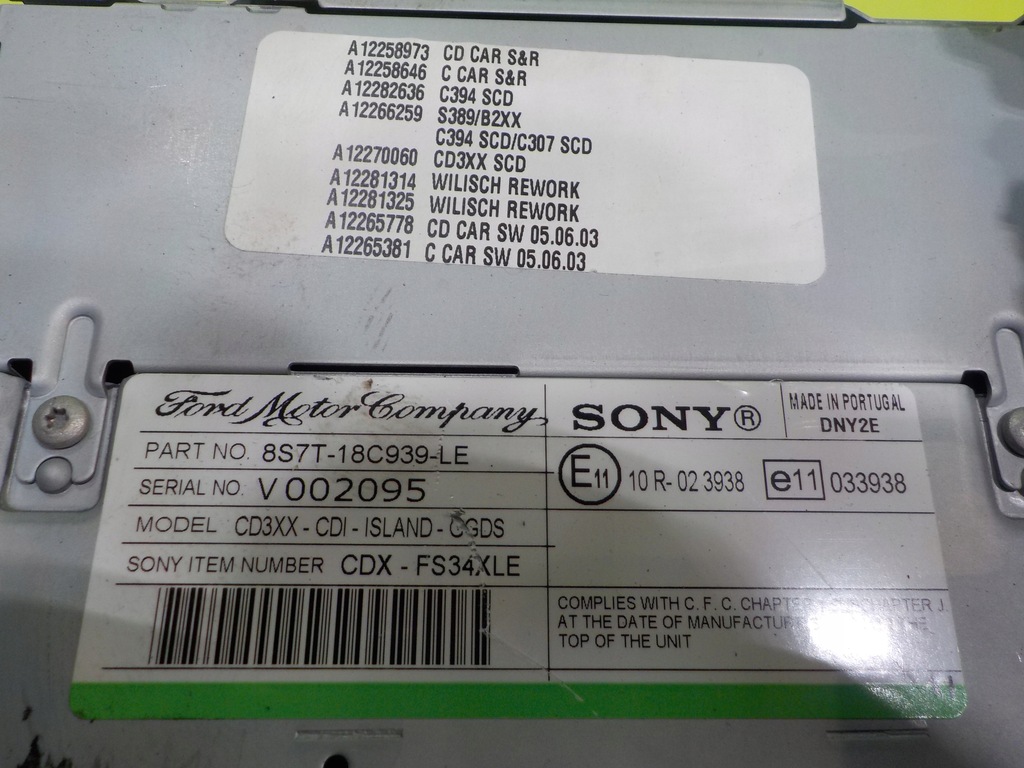 A12258973 CD CAR S&R
A12258646 C CAR S&R
A12282636 C394 SCD
A12266259 S389/B2XX
C394 SCD/C307 SCD
A12270060 CD3XX SCD
A12281314 WILISCH REWORK
A12281325 WILISCH REWORK
A12265778 CD CAR SW 05.06.03
A12265381 C CAR SW 05.06.03
Ford Motor Company,
PART NO. 8S7T-18C939-LE
SERIAL NO. V002095
MODEL CD3XX - CDI - ISLAND - CGDS
SONY ITEM NUMBER CDX - FS34XLE
SONY®
MADE IN PORTUGAL
DNY2E
E11 10 R- 02 3938 e11 033938
COMPLIES WITH C. F. C. CHAPTER J.
AT THE DATE OF MANUFACTURE THE
TOP OF THE UNIT